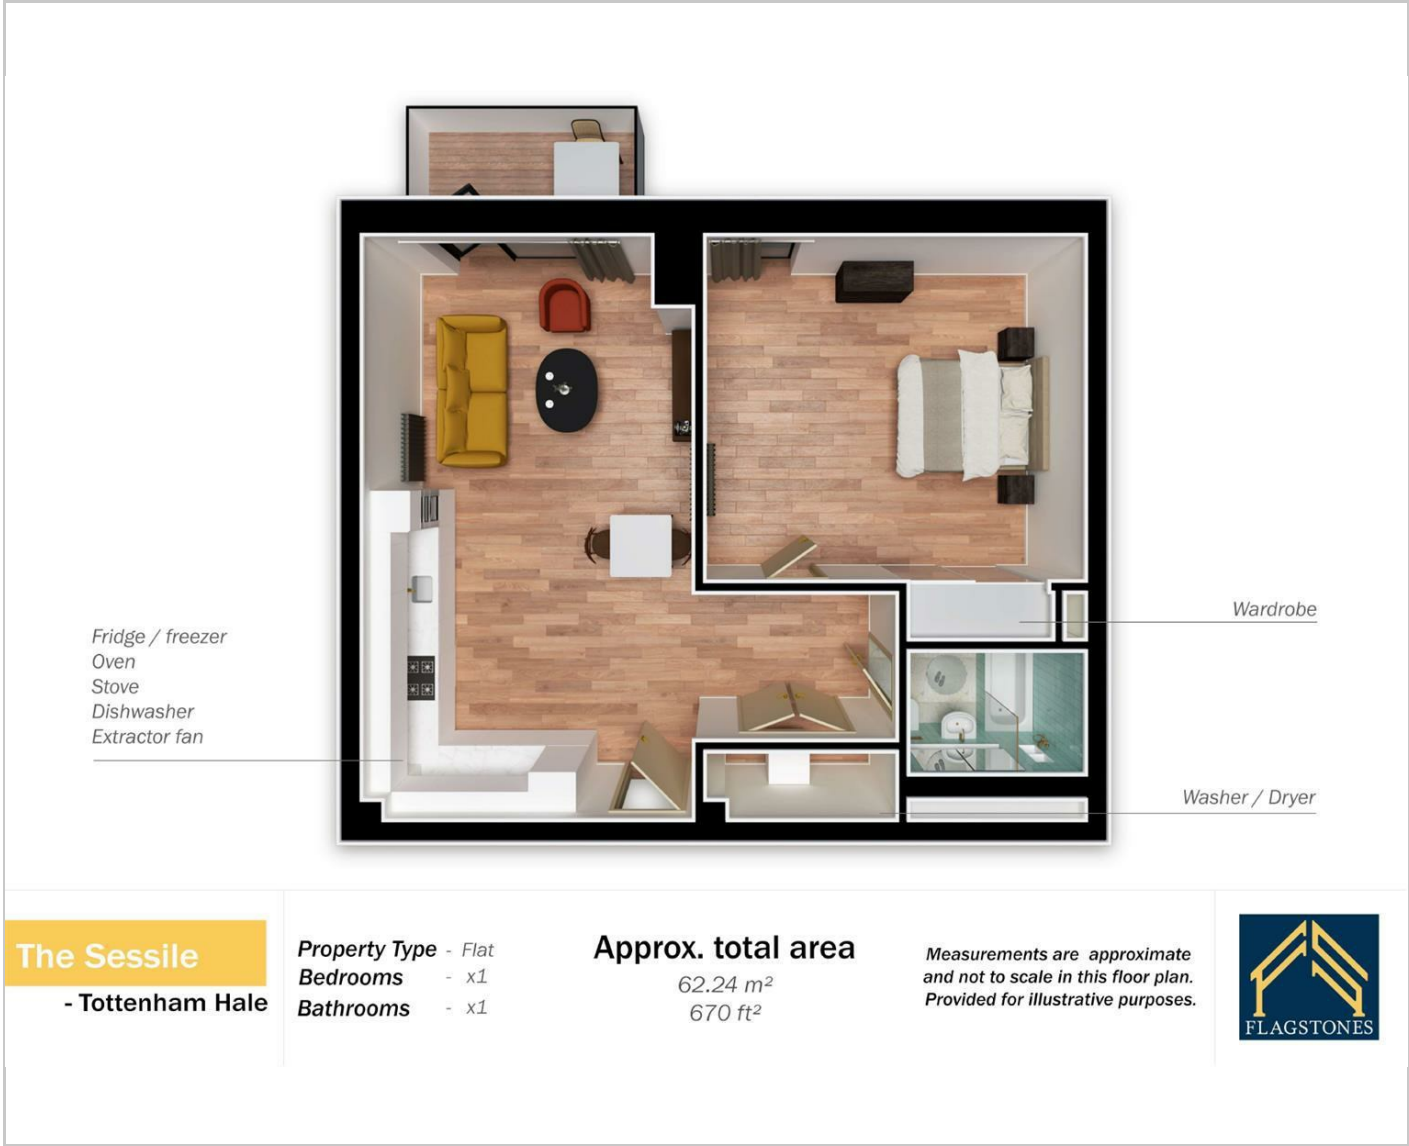 Wardrobe
Fridge / freezer
Oven
Stove
Dishwasher
Extractor fan
Washer / Dryer
The Sessile
- Tottenham Hale
Property Type - Flat
Bedrooms - x1
Bathrooms - x1
Approx. total area
62.24 m²
670 ft²
Measurements are approximate
and not to scale in this floor plan.
Provided for illustrative purposes.
FLAGSTONES